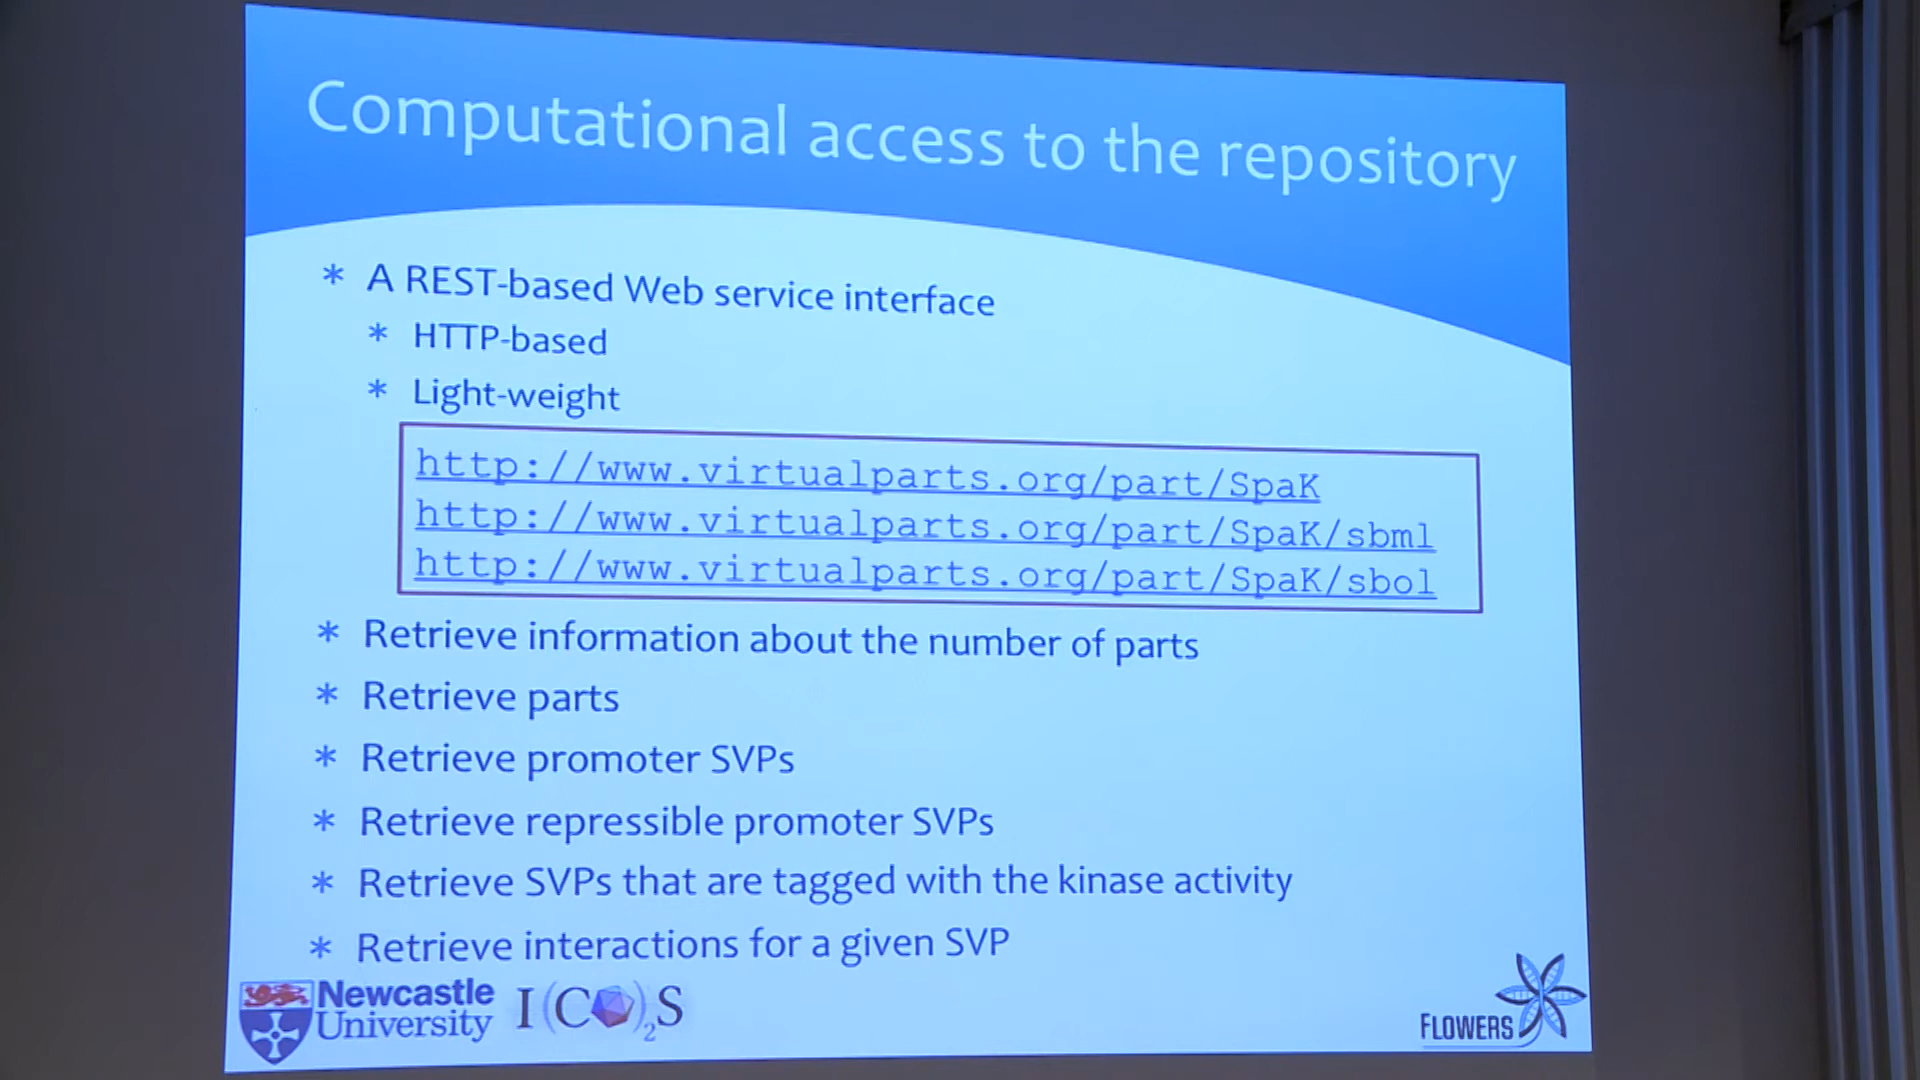 Computational access to the repository
* A REST-based Web service interface
* HTTP-based
* Light-weight
http://www.virtualparts.org/part/SpaK
http://www.virtualparts.org/part/SpaK/sbml
http://www.virtualparts.org/part/SpaK/sbol
* Retrieve information about the number of parts
* Retrieve parts
* Retrieve promoter SVPs
* Retrieve repressible promoter SVPs
* Retrieve SVPs that are tagged with the kinase activity
* Retrieve interactions for a given SVP
Newcastle
University
I(CO)2S
FLOWERS